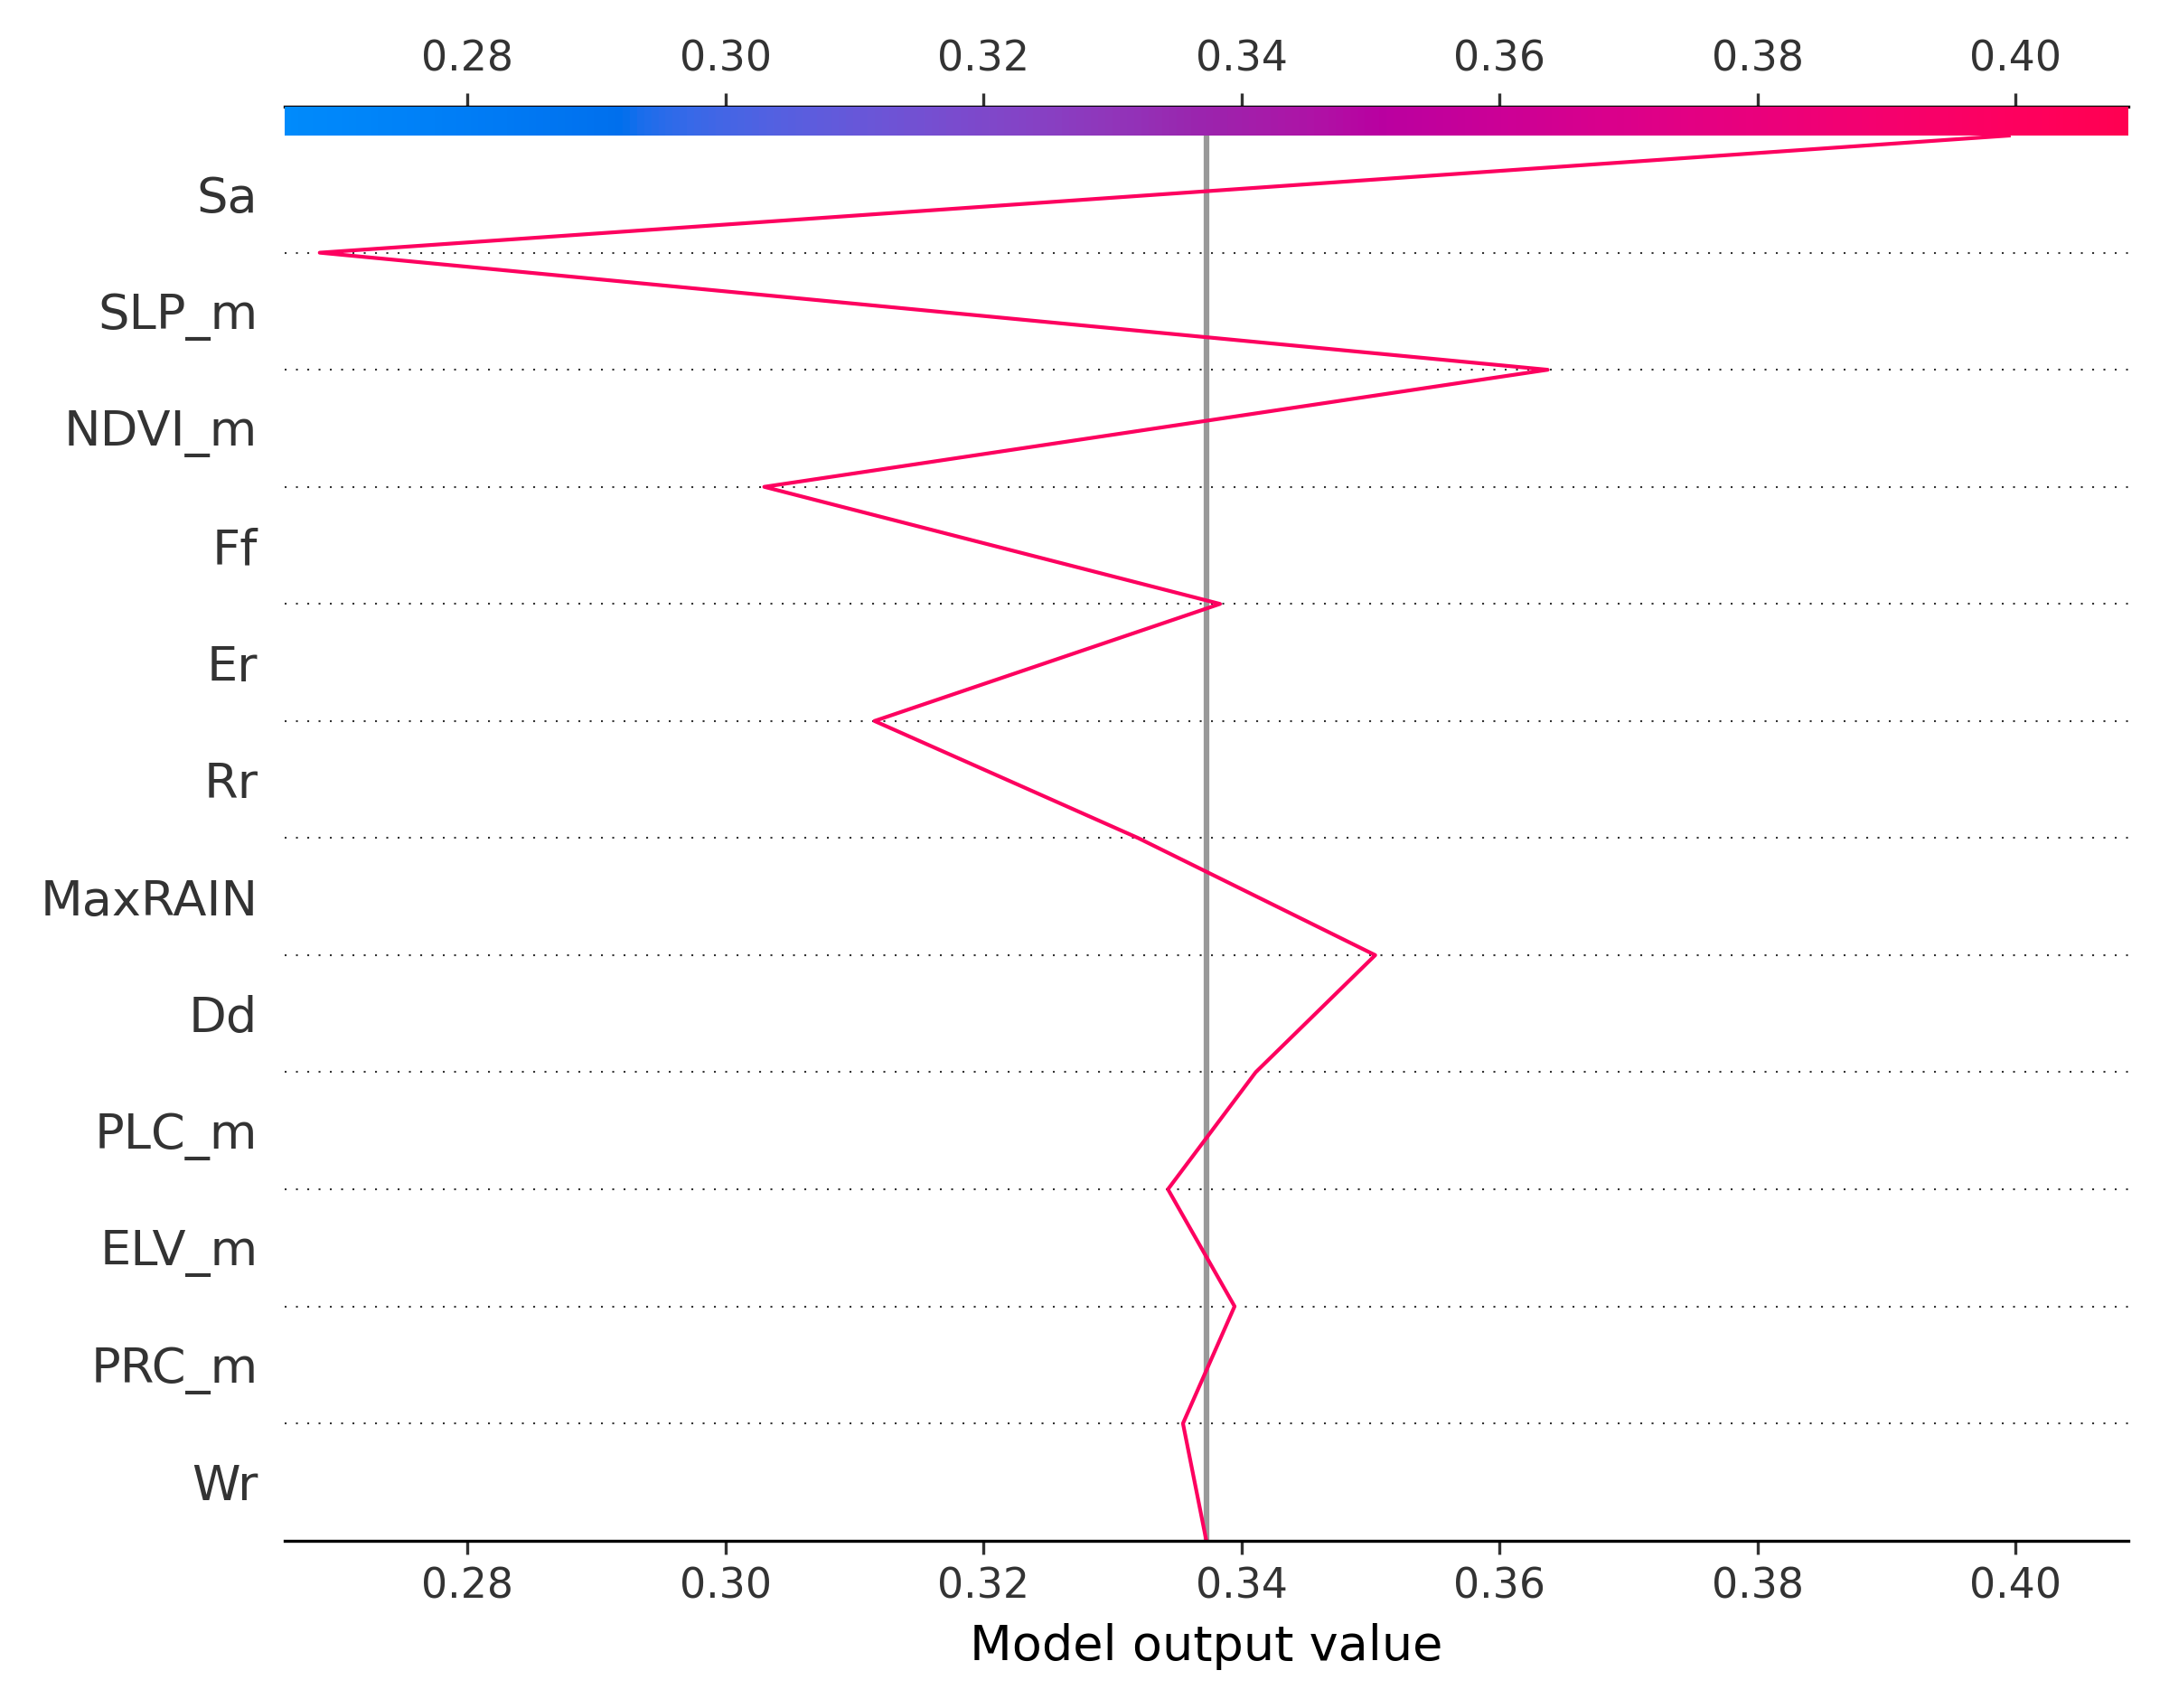 0.28 0.30 0.32 0.34 0.36 0.38 0.40
Sa
SLP_m
NDVI_m
Ff
Er
Rr
MaxRAIN
Dd
PLC_m
ELV_m
PRC_m
Wr
0.28 0.30 0.32 0.34 0.36 0.38 0.40
Model output value